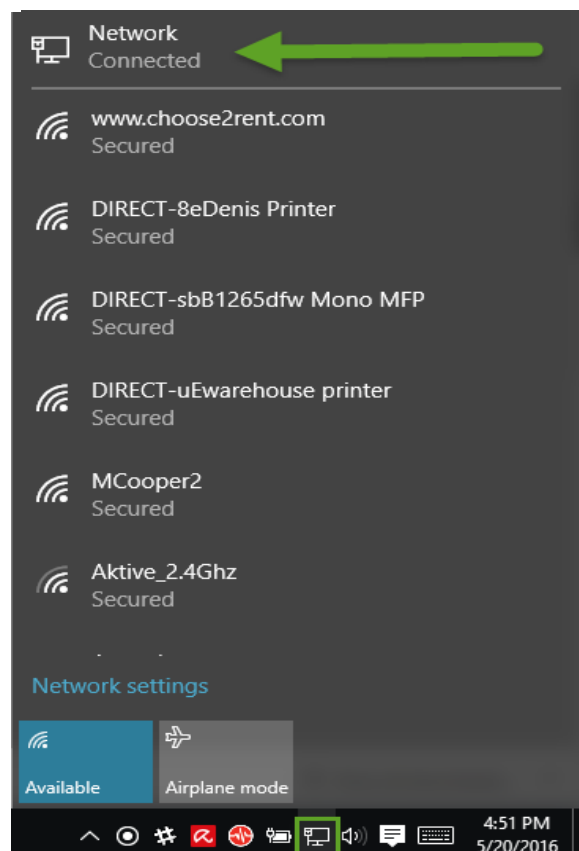 Network
Connected
www.choose2rent.com
Secured
DIRECT-8eDenis Printer
Secured
DIRECT-sbB1265dfw Mono MFP
Secured
DIRECT-uEwarehouse printer
Secured
MCooper2
Secured
Aktive_2.4Ghz
Secured
Network settings
Available
Airplane mode
4:51 PM
5/20/2016